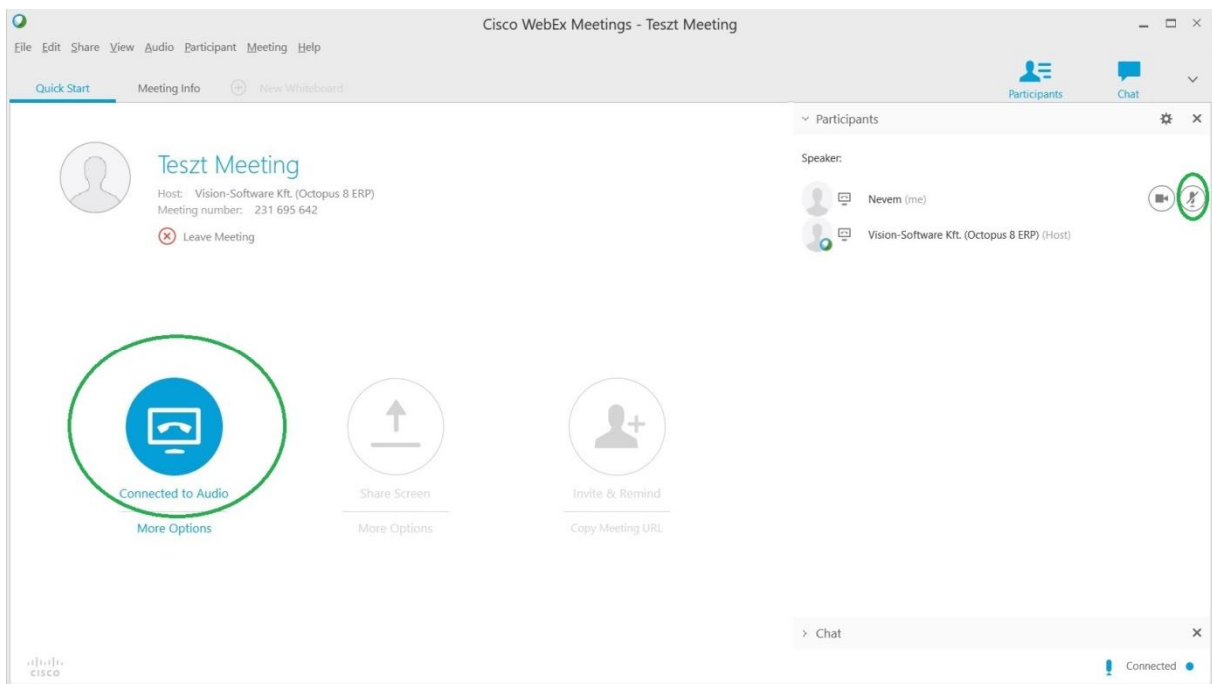 Cisco WebEx Meetings - Teszt Meeting
File Edit Share View Audio Participant Meeting Help
Quick Start Meeting Info New Whiteboard
Participants Chat
Participants
Teszt Meeting
Host: Vision-Software Kft. (Octopus 8 ERP)
Meeting number: 231 695 642
Leave Meeting
Speaker:
Nevem (me)
Vision-Software Kft. (Octopus 8 ERP) (Host)
Connected to Audio
More Options
Share Screen
More Options
Invite & Remind
Copy Meeting URL
Chat
CISCO
Connected